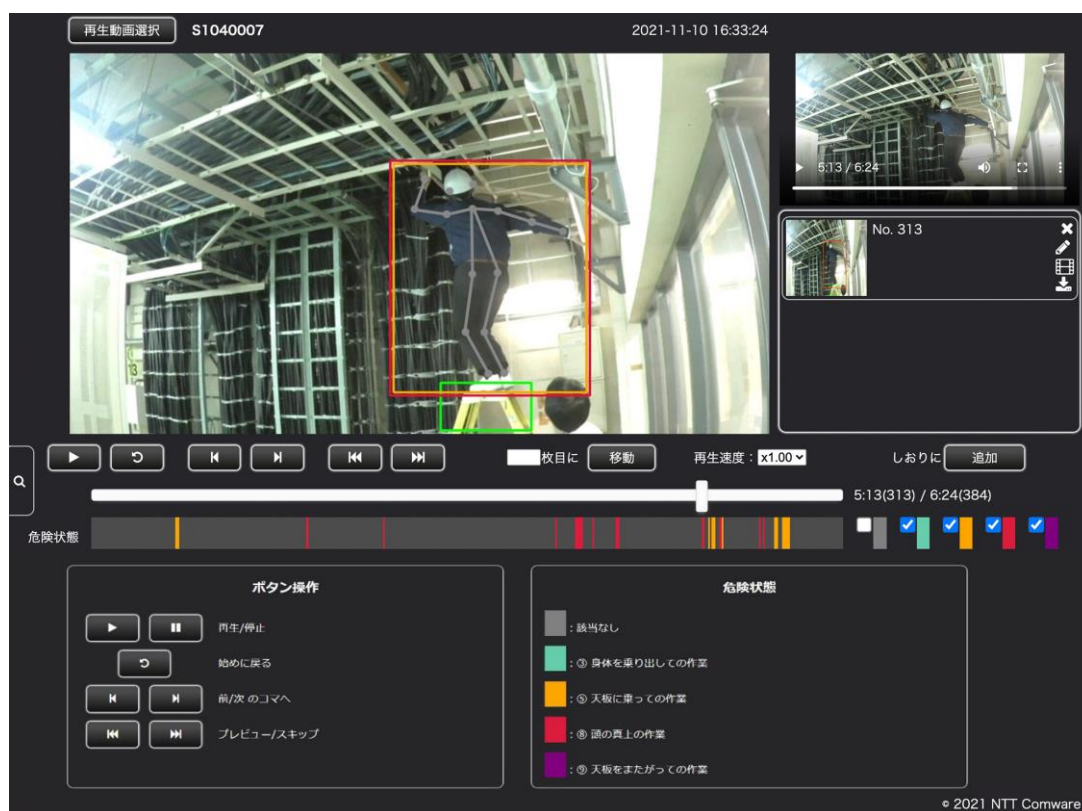 再生動画選択 S1040007 2021-11-10 16:33:24
5:13 / 6:24
No. 313
13
枚目に 移動 再生速度： x1.00 しおりに 追加
5:13(313) / 6:24(384)
危険状態
ボタン操作
再生/停止
始めに戻る
前/次 のコマへ
プレビュー/スキップ
危険状態
: 該当なし
: ③ 身体を乗り出しての作業
: ⑤ 天板に乗っての作業
: ⑧ 頭の真上の作業
: ⑨ 天板をまたがっての作業
© 2021 NTT Comware